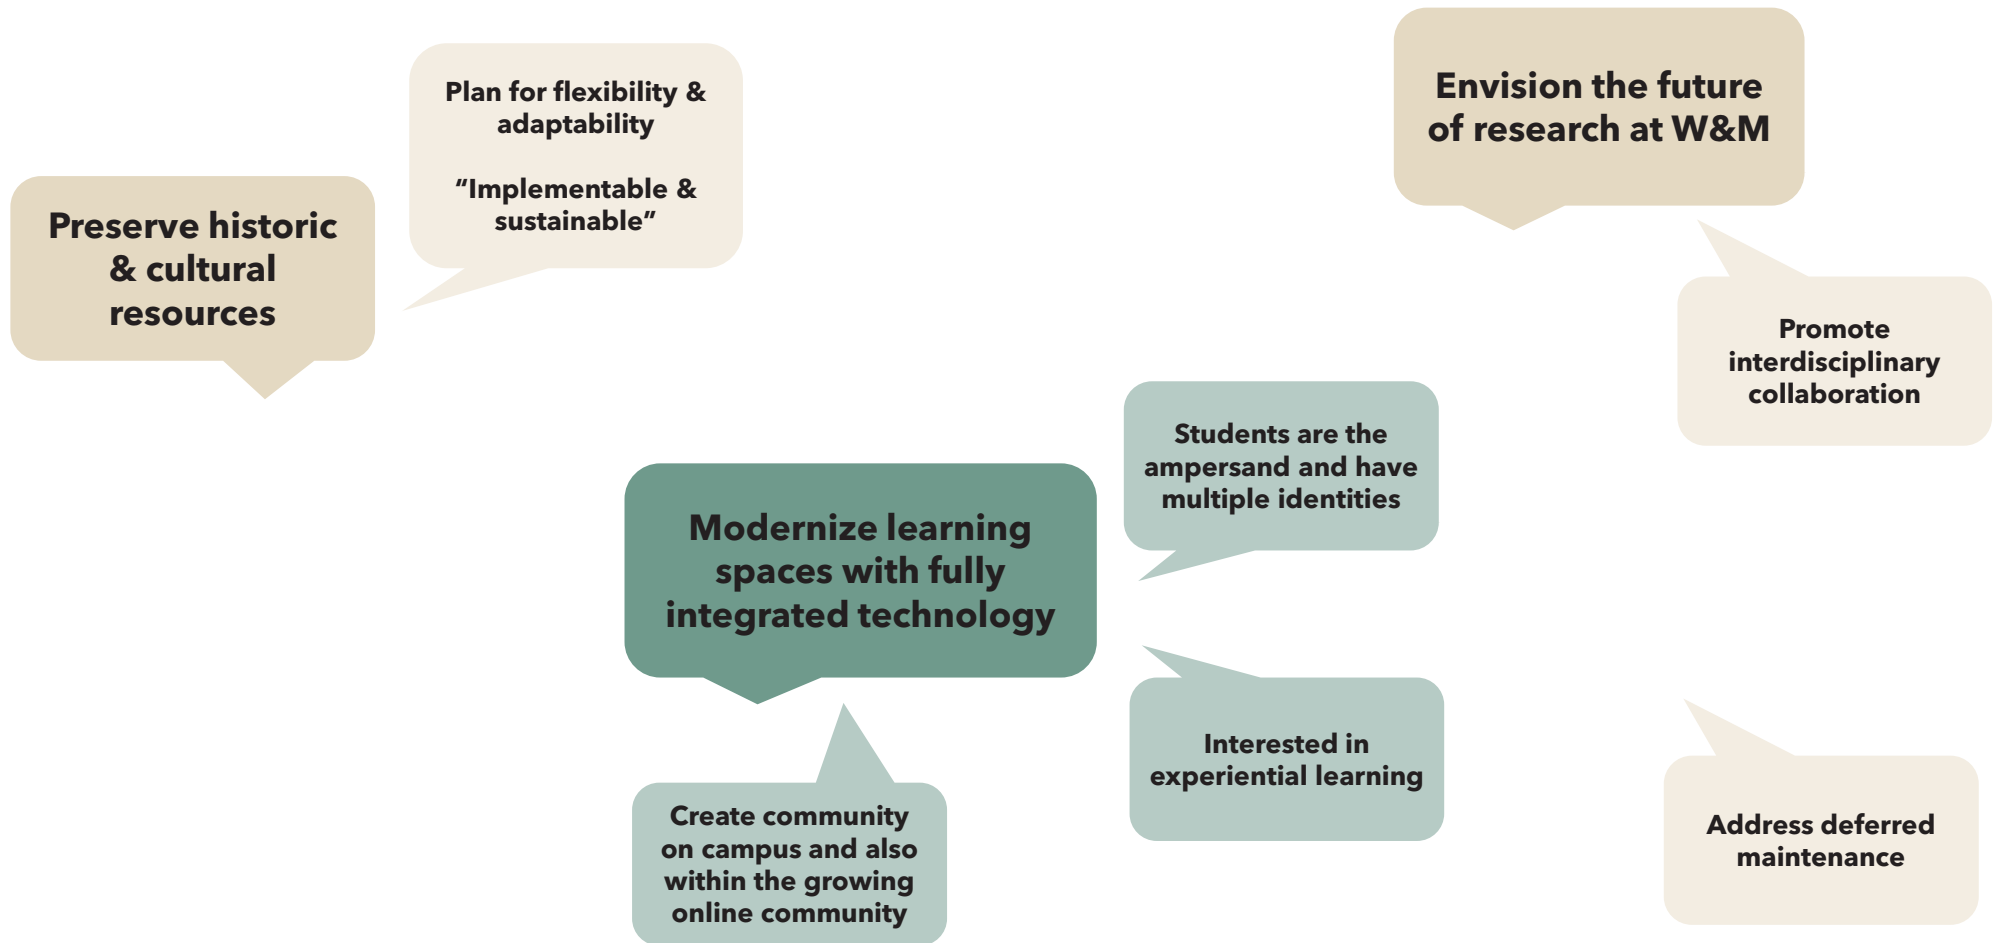 Plan for flexibility &
adaptability
“Implementable &
sustainable”
Preserve historic
& cultural
resources
Envision the future
of research at W&M
Promote
interdisciplinary
collaboration
Students are the
ampersand and have
multiple identities
Modernize learning
spaces with fully
integrated technology
Interested in
experiential learning
Create community
on campus and also
within the growing
online community
Address deferred
maintenance